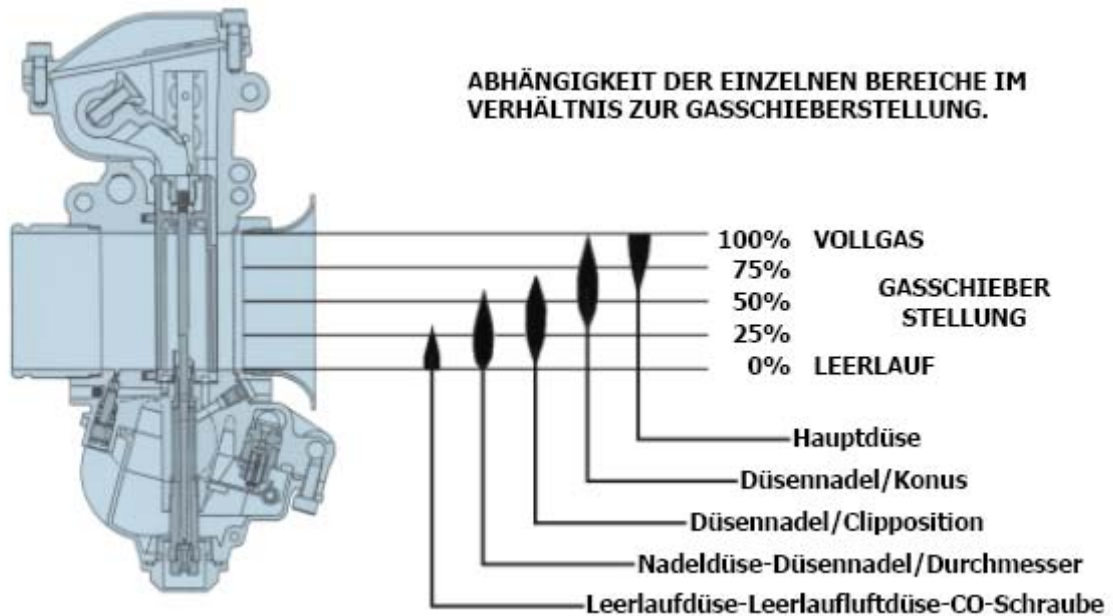 ABHÄNGIGKEIT DER EINZELNEN BEREICHE IM
VERHÄLTNIS ZUR GASSCHIEBERSTELLUNG.
100% VOLLGAS
75%
GASSCHIEBER
50%
STELLUNG
25%
0% LEERLAUF
Hauptdüse
Düsennadel/Konus
Düsennadel/Clipposition
Nadeldüse-Düsennadel/Durchmesser
Leerlaufdüse-Leerlaufluftdüse-CO-Schraube